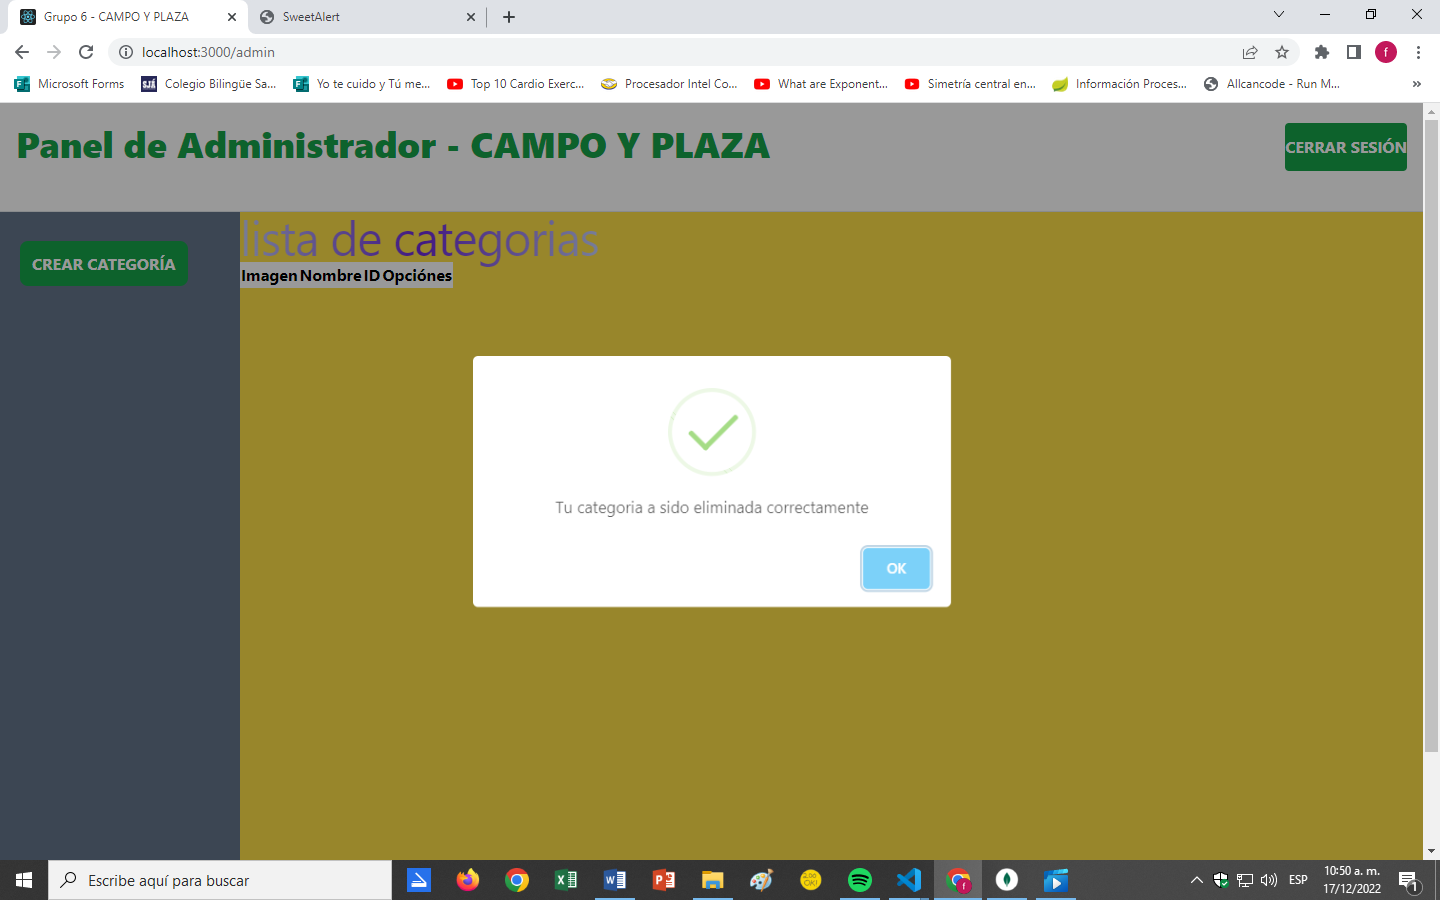 Grupo 6 - CAMPO Y PLAZA
SweetAlert
localhost:3000/admin
f
Microsoft Forms
SJA
Colegio Bilingüe Sa...
Yo te cuido y Tú me...
Top 10 Cardio Exerc...
Procesador Intel Co...
What are Exponent...
Simetría central en...
Información Proces...
Allcancode - Run M...
»
Panel de Administrador - CAMPO Y PLAZA
CERRAR SESIÓN
lista de categorias
CREAR CATEGORÍA
Imagen Nombre ID Opciónes
Tu categoria a sido eliminada correctamente
OK
Escribe aquí para buscar
ESP
10:50 a. m.
17/12/2022
1